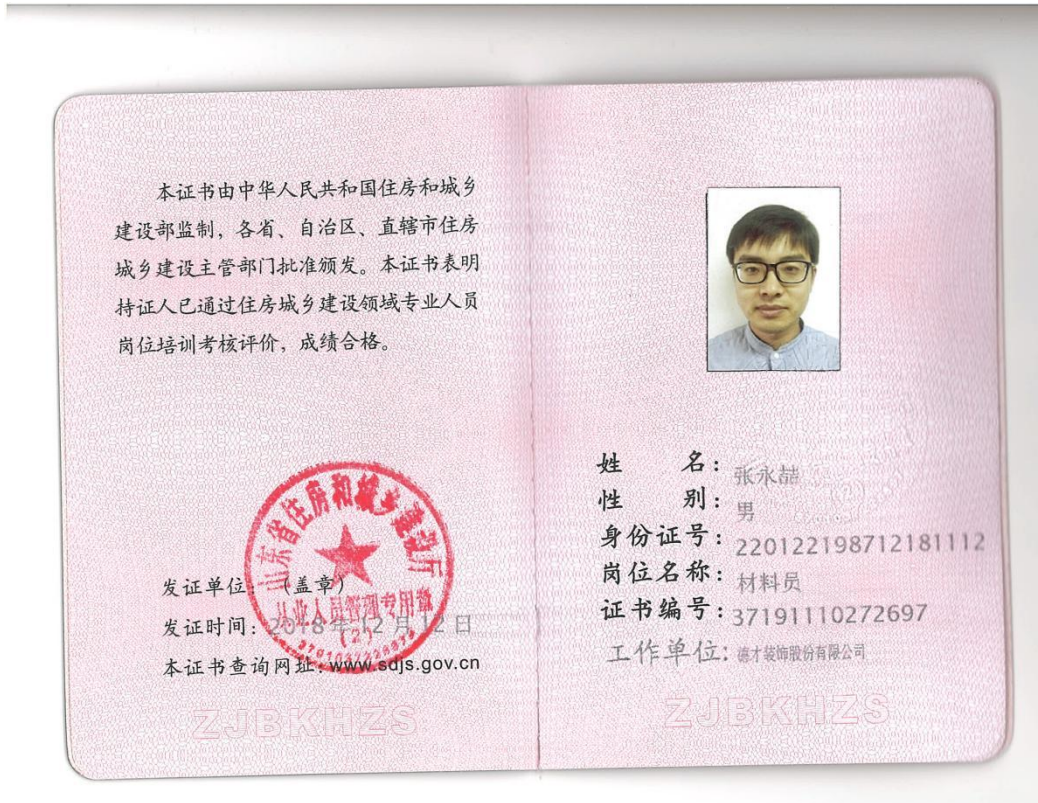 本证书由中华人民共和国住房和城乡
建设部监制，各省、自治区、直辖市住房
城乡建设主管部门批准颁发。本证书表明
持证人已通过住房城乡建设领域专业人员
岗位培训考核评价，成绩合格。
山东省住房和城乡建设厅
从业人员管理专用章
(2)
发证单位：（盖章）
发证时间：2018年12月12日
本证书查询网址：www.sdjs.gov.cn
ZJBKHZS
姓 名：张永喆
性 别：男
身份证号：220122198712181112
岗位名称：材料员
证书编号：37191110272697
工作单位：德才装饰股份有限公司
ZJBKHZS